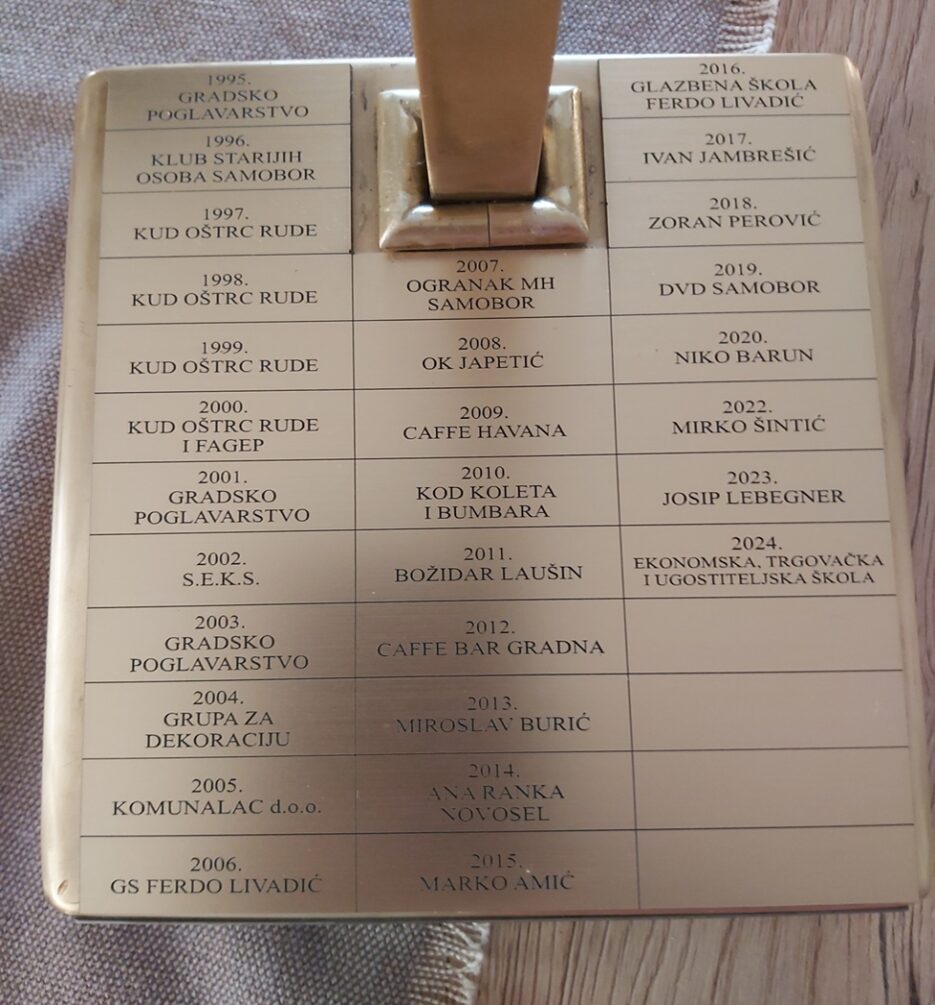 1995.
GRADSKO
POGLAVARSTVO
1996.
KLUB STARIJIH
OSOBA SAMOBOR
1997.
KUD OŠTRC RUDE
1998.
KUD OŠTRC RUDE
1999.
KUD OŠTRC RUDE
2000.
KUD OŠTRC RUDE
I FAGEP
2001.
GRADSKO
POGLAVARSTVO
2002.
S.E.K.S.
2003.
GRADSKO
POGLAVARSTVO
2004.
GRUPA ZA
DEKORACIJU
2005.
KOMUNALAC d.o.o.
2006.
GS FERDO LIVADIĆ
2007.
OGRANAK MH
SAMOBOR
2008.
OK JAPETIĆ
2009.
CAFFE HAVANA
2010.
KOD KOLETA
I BUMBARA
2011.
BOŽIDAR LAUŠIN
2012.
CAFFE BAR GRADNA
2013.
MIROSLAV BURIĆ
2014.
ANA RANKA
NOVOSEL
2015.
MARKO AMIĆ
2016.
GLAZBENA ŠKOLA
FERDO LIVADIĆ
2017.
IVAN JAMBREŠIĆ
2018.
ZORAN PEROVIĆ
2019.
DVD SAMOBOR
2020.
NIKO BARUN
2022.
MIRKO ŠINTIĆ
2023.
JOSIP LEBEGNER
2024.
EKONOMSKA, TRGOVAČKA
I UGOSTITELJSKA ŠKOLA